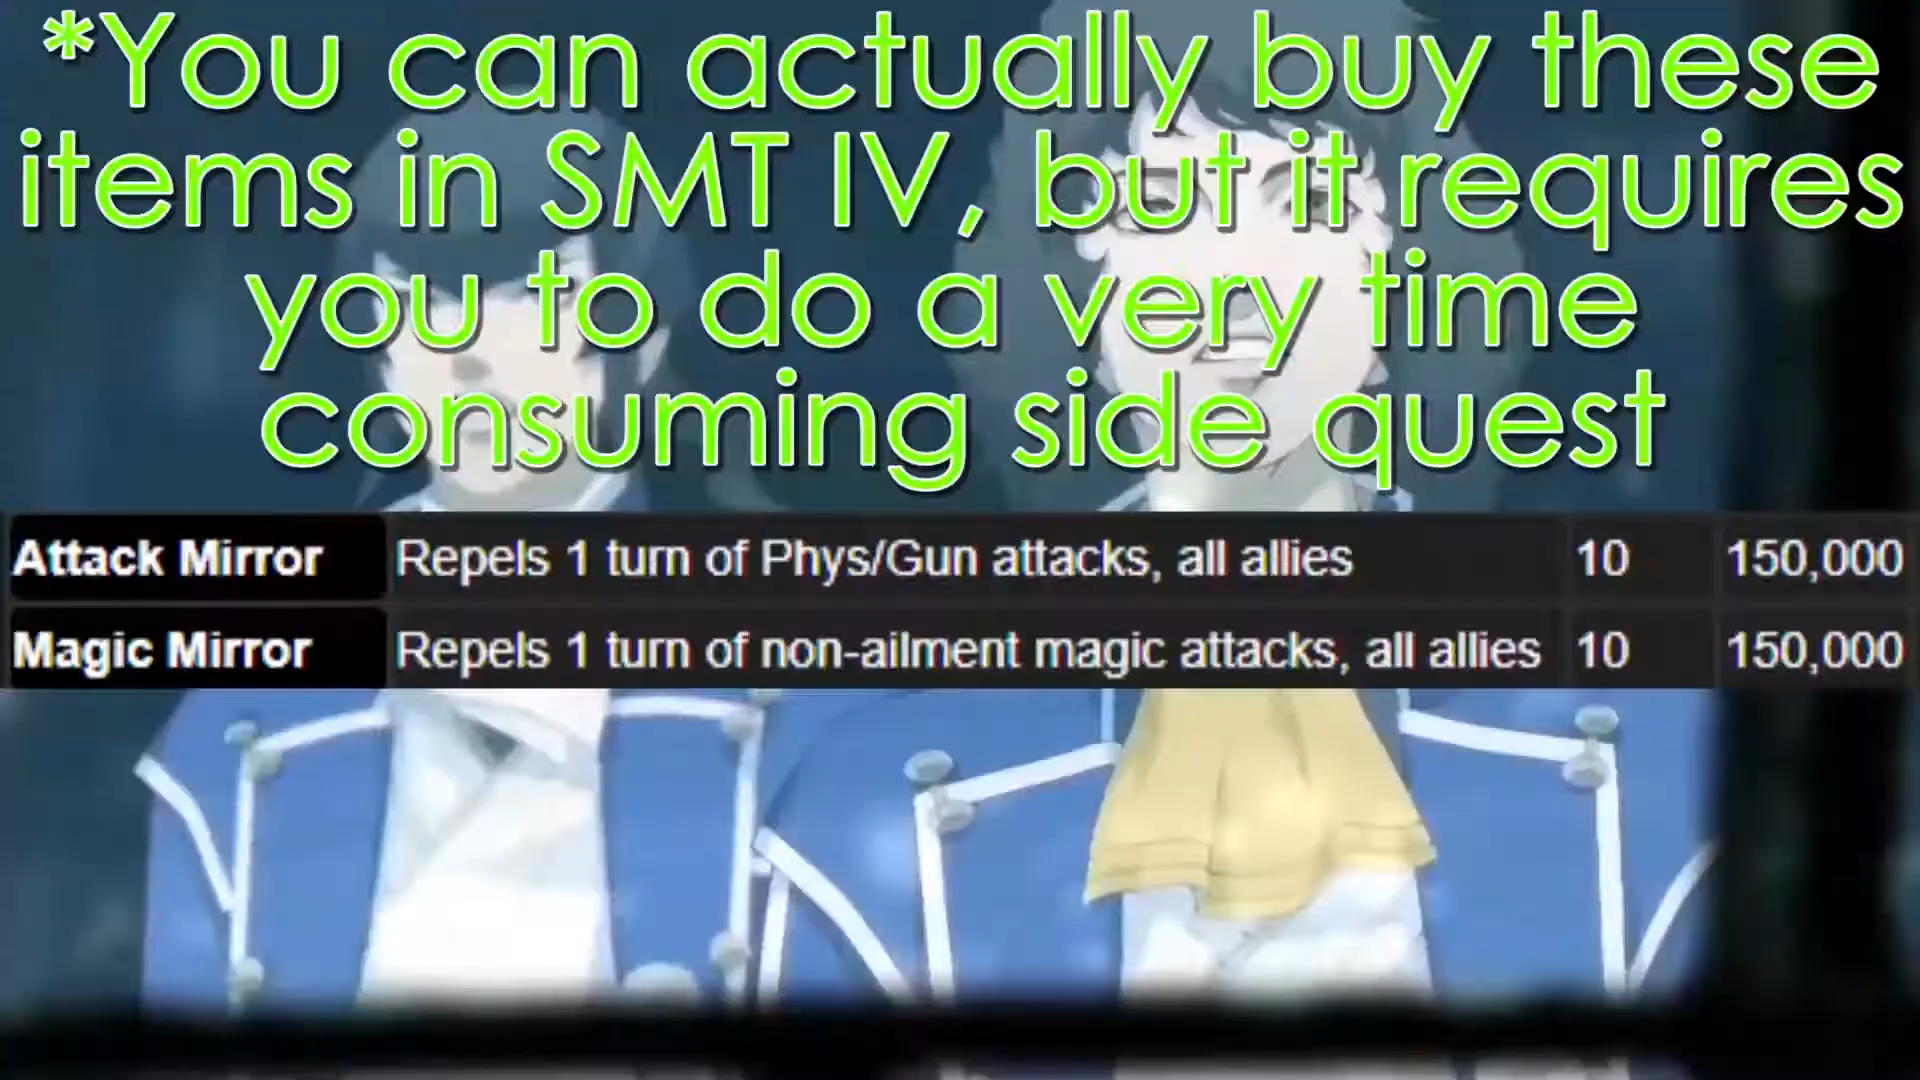 *You can actually buy these
items in SMT IV, but it requires
you to do a very time
consuming side quest
Attack Mirror Repels 1 turn of Phys/Gun attacks, all allies 10 150,000
Magic Mirror Repels 1 turn of non-ailment magic attacks, all allies 10 150,000